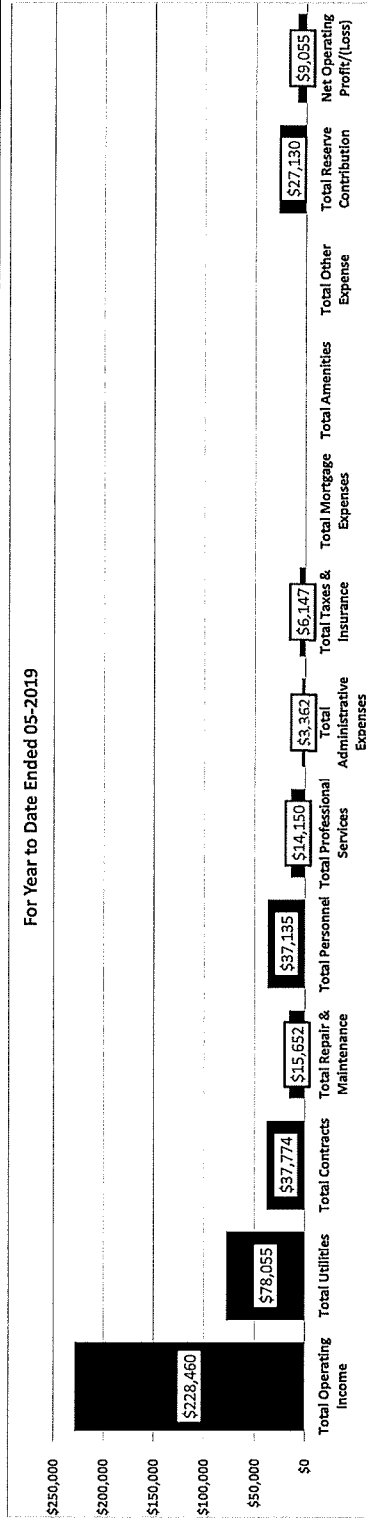 For Year to Date Ended 05-2019
$250,000
$200,000
$150,000
$100,000
$50,000
$0
$228,460
$78,055
$37,774
$15,652
$37,135
$14,150
$3,362
$6,147
$27,130
$9,055
Total Operating
Income
Total Utilities
Total Contracts
Total Repair &
Maintenance
Total Personnel
Total Professional
Services
Total
Administrative
Expenses
Total Taxes &
Insurance
Total Mortgage
Expenses
Total Amenities
Total Other
Expense
Total Reserve
Contribution
Net Operating
Profit/(Loss)